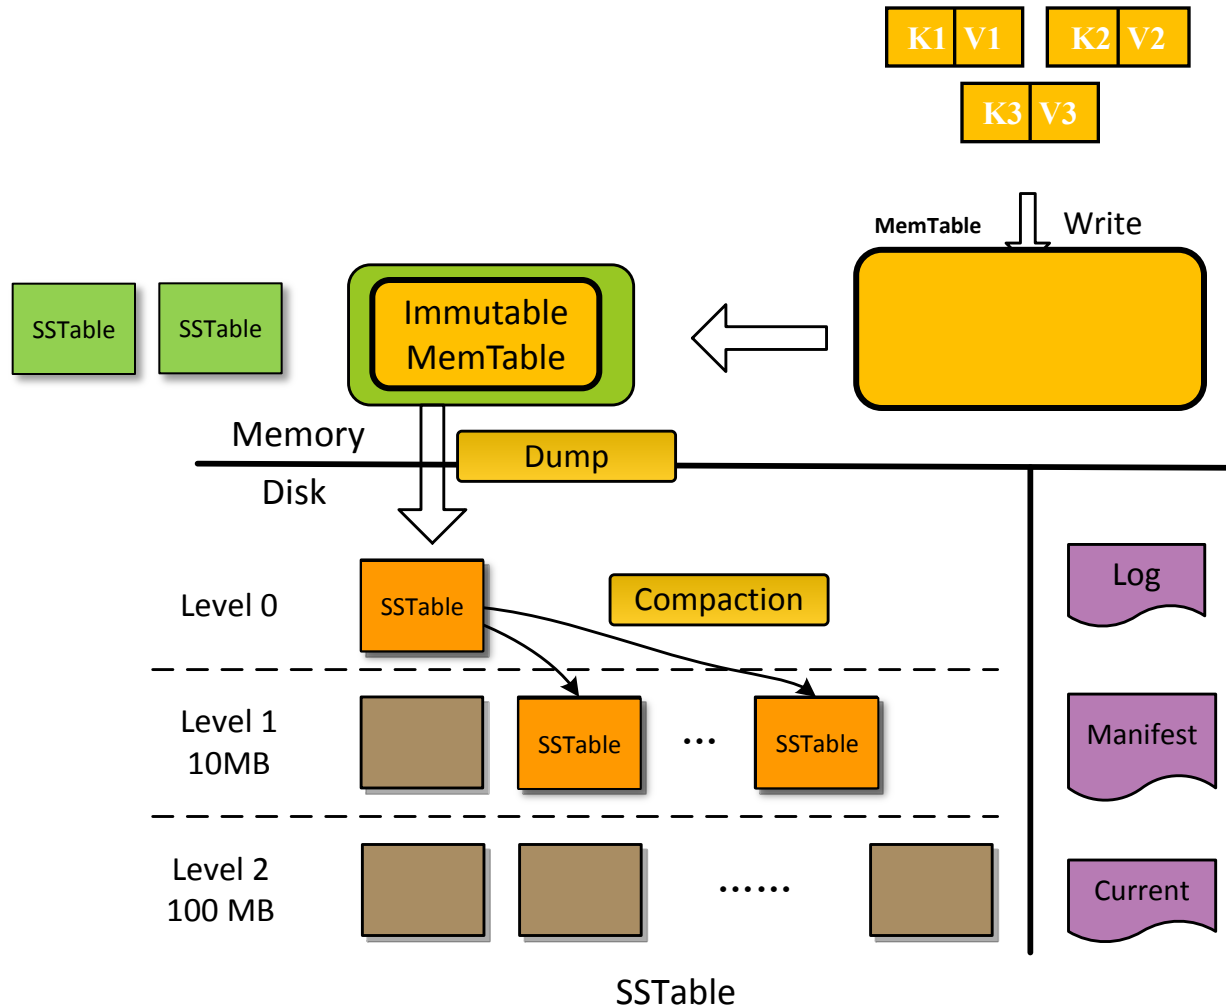 K1 V1 K2 V2
K3 V3
MemTable Write
SSTable SSTable
Immutable
MemTable
Memory
Dump
Disk
Level 0
SSTable
Compaction
Log
Level 1
10MB
SSTable
...
SSTable
Manifest
Level 2
100 MB
......
Current
SSTable